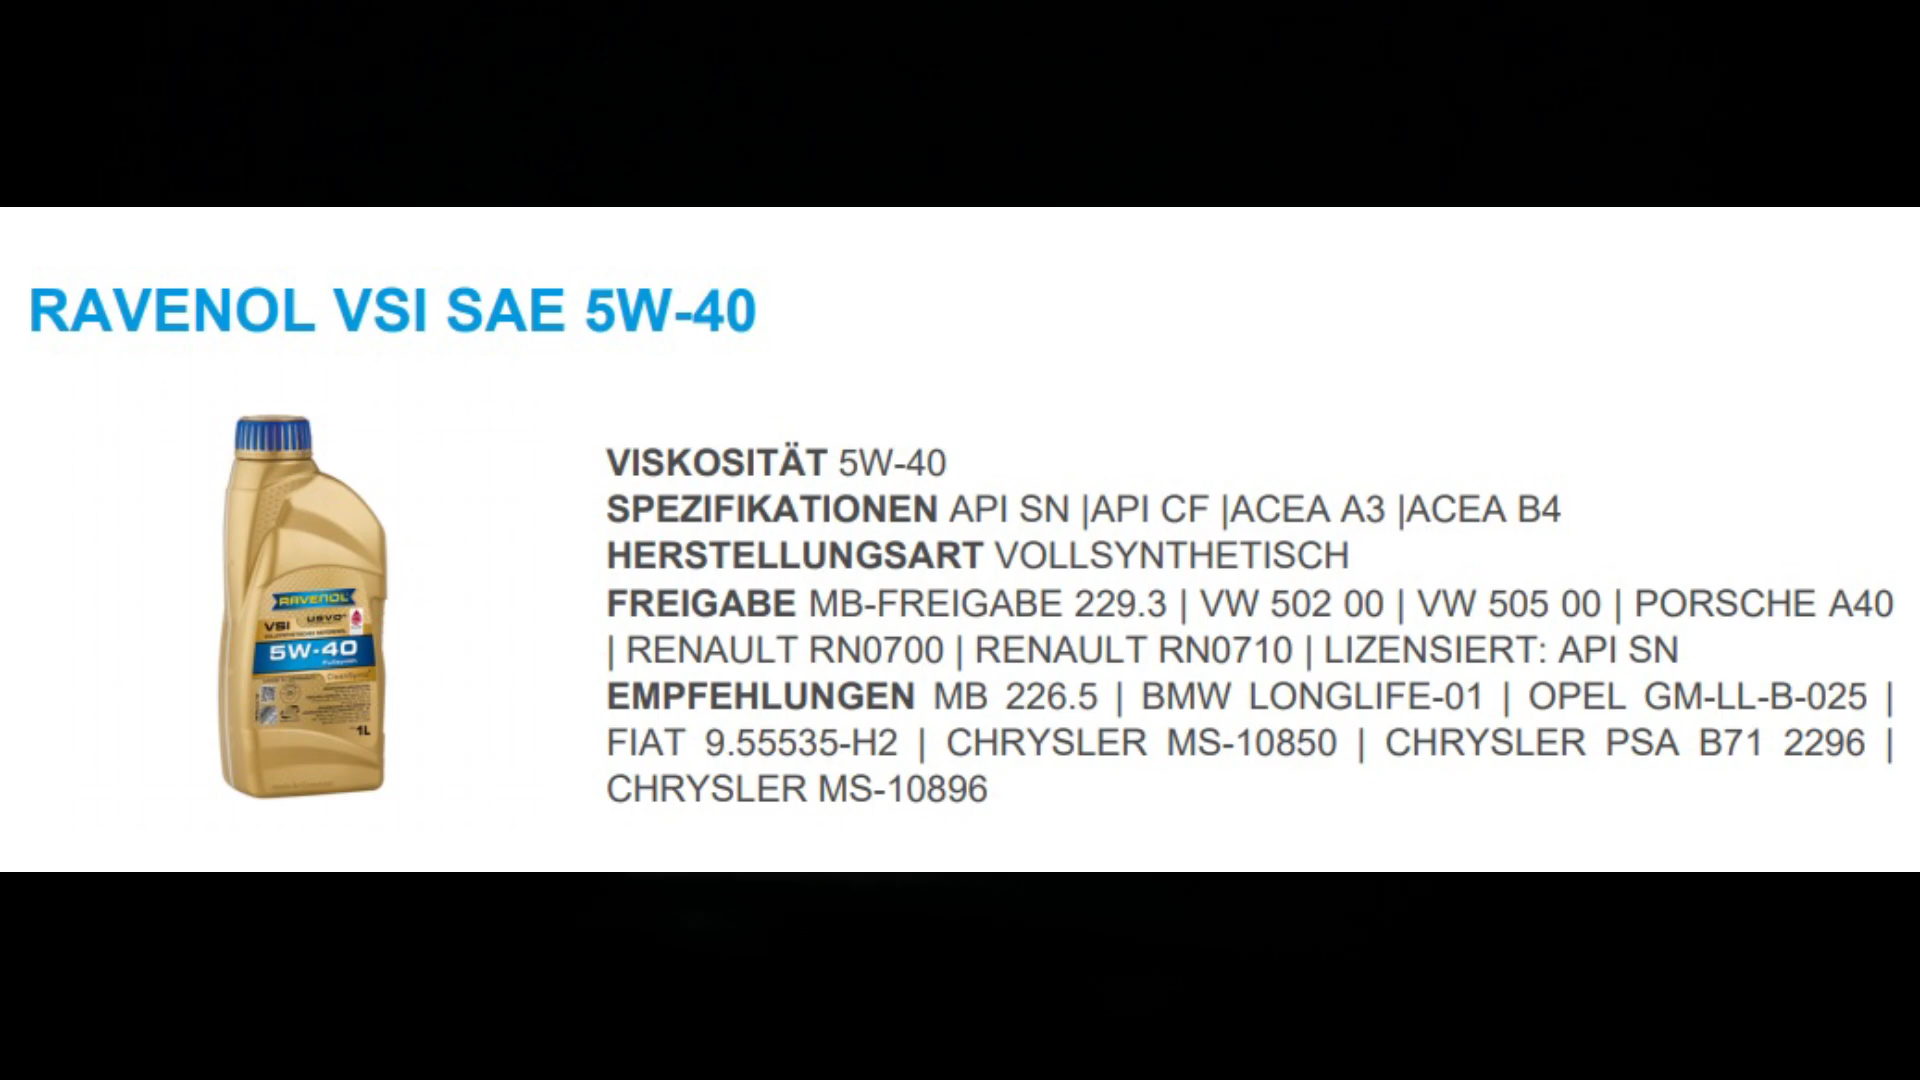 RAVENOL VSI SAE 5W-40
VISKOSITÄT 5W-40
SPEZIFIKATIONEN API SN |API CF |ACEA A3 |ACEA B4
HERSTELLUNGSART VOLLSYNTHETISCH
FREIGABE MB-FREIGABE 229.3 | VW 502 00 | VW 505 00 | PORSCHE A40
| RENAULT RN0700 | RENAULT RN0710 | LIZENSIERT: API SN
EMPFEHLUNGEN MB 226.5 | BMW LONGLIFE-01 | OPEL GM-LL-B-025 |
FIAT 9.55535-H2 | CHRYSLER MS-10850 | CHRYSLER PSA B71 2296 |
CHRYSLER MS-10896
RAVENOL
VSI USVO
5W-40
CleanSynto
1L